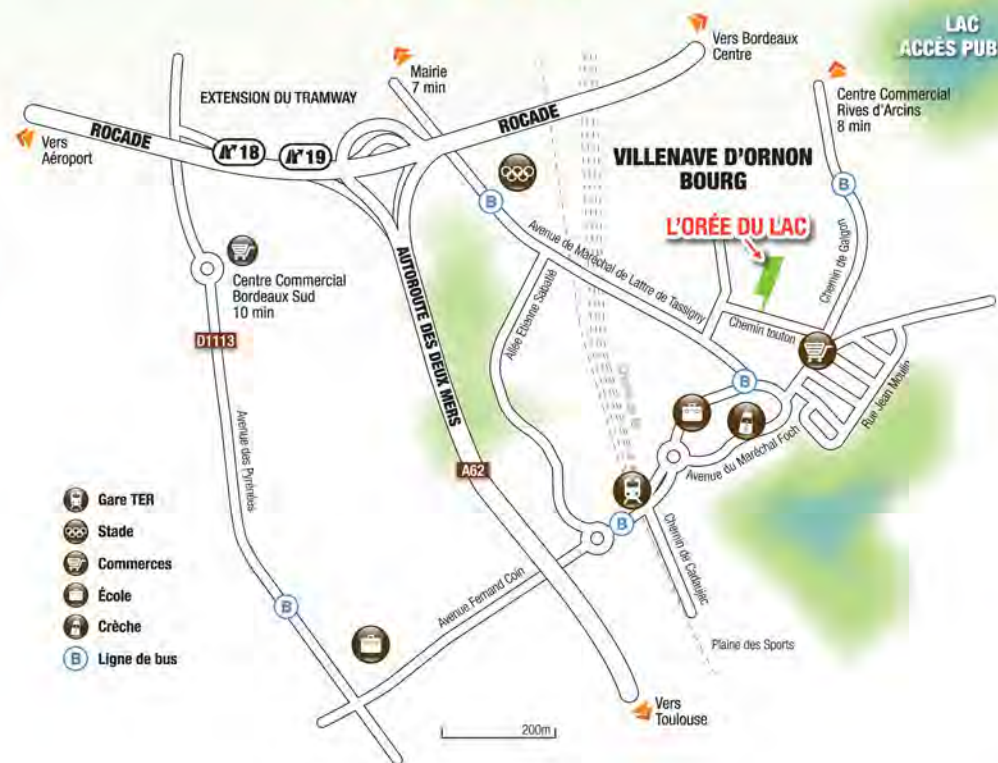 LAC
ACCÈS PUB
Vers Bordeaux
Centre
Mairie
7 min
EXTENSION DU TRAMWAY
Centre Commercial
Rives d'Arcins
8 min
ROCADE
ROCADE
18
19
Vers
Aéroport
VILLENAVE D'ORNON
BOURG
B
B
L'ORÉE DU LAC
Avenue de Maréchal de Lattre de Tassigny
Chemin de Galgon
Centre Commercial
Bordeaux Sud
10 min
AUTOROUTE DES DEUX MERS
Allée Etienne Sabatié
Chemin touton
D1113
B
Rue Jean Moulin
Avenue des Pyrénées
Avenue du Maréchal Foch
A62
B
Chemin de Cadaujac
Avenue Fernand Coin
B
Plaine des Sports
Gare TER
Stade
Commerces
École
Crèche
B Ligne de bus
Vers
Toulouse
200m